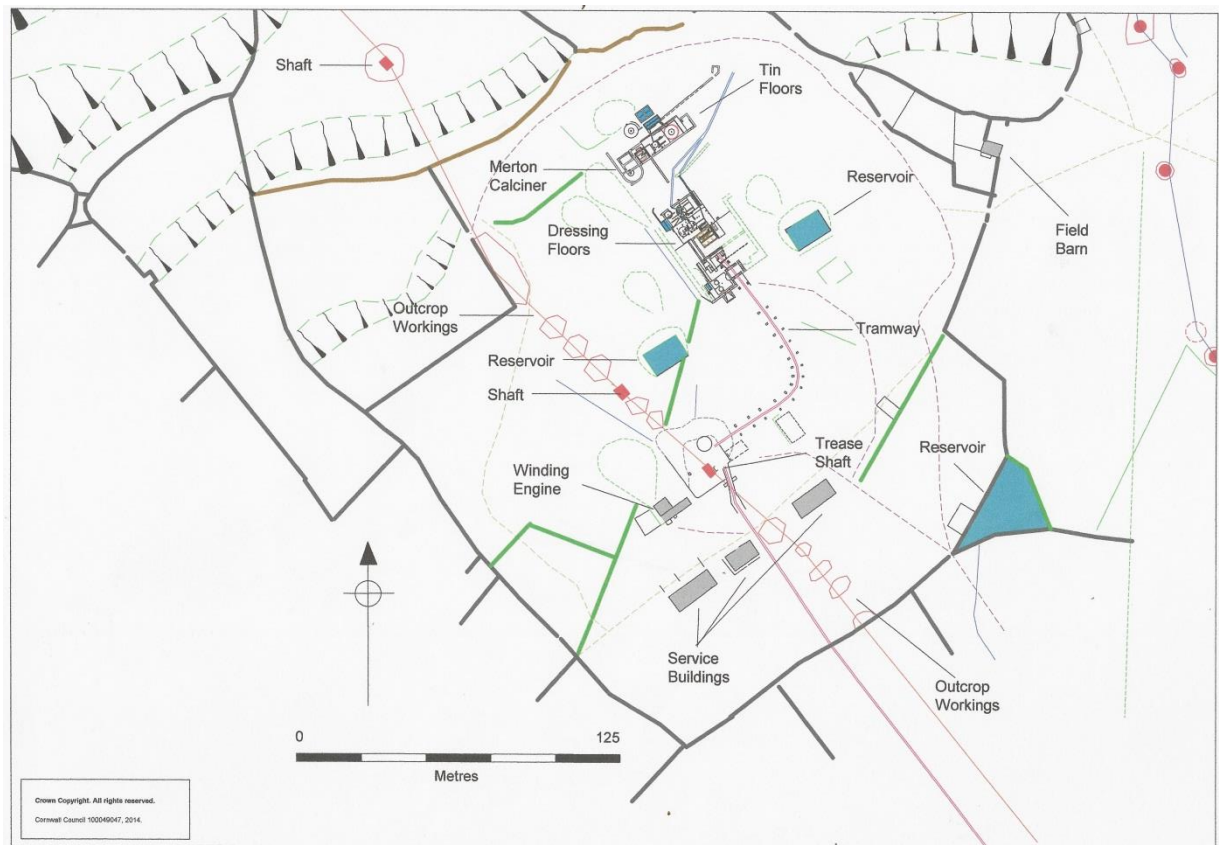 Shaft
Tin
Floors
Merton
Calciner
Reservoir
Dressing
Floors
Field
Barn
Outcrop
Workings
Tramway
Reservoir
Shaft
Trease
Shaft
Reservoir
Winding
Engine
Service
Buildings
Outcrop
Workings
0 125
Metres
Crown Copyright. All rights reserved.
Cornwall Council 100049047, 2014.